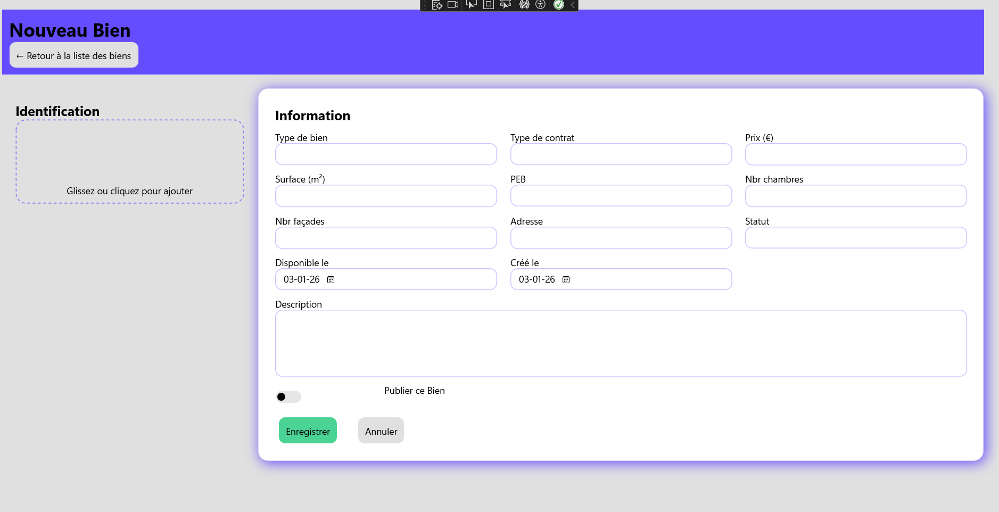 Nouveau Bien
← Retour à la liste des biens
Identification
Glissez ou cliquez pour ajouter
Information
Type de bien
Type de contrat
Prix (€)
Surface (m²)
PEB
Nbr chambres
Nbr façades
Adresse
Statut
Disponible le
Créé le
03-01-26
03-01-26
Description
Publier ce Bien
Enregistrer
Annuler